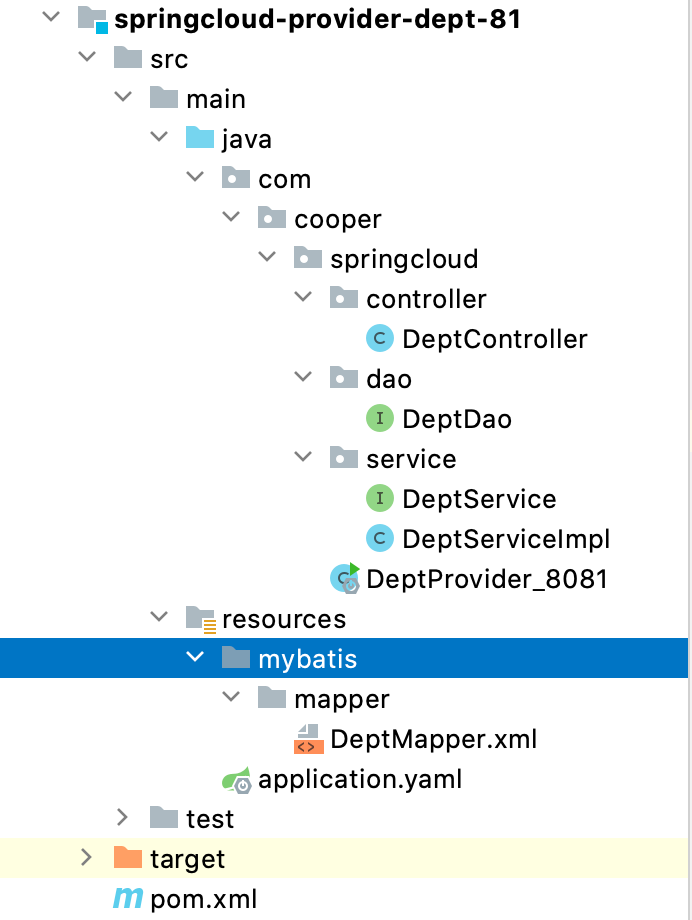 springcloud-provider-dept-81
src
main
java
com
cooper
springcloud
controller
C DeptController
dao
I DeptDao
service
I DeptService
C DeptServiceImpl
C DeptProvider_8081
resources
mybatis
mapper
<> DeptMapper.xml
application.yaml
test
target
m pom.xml